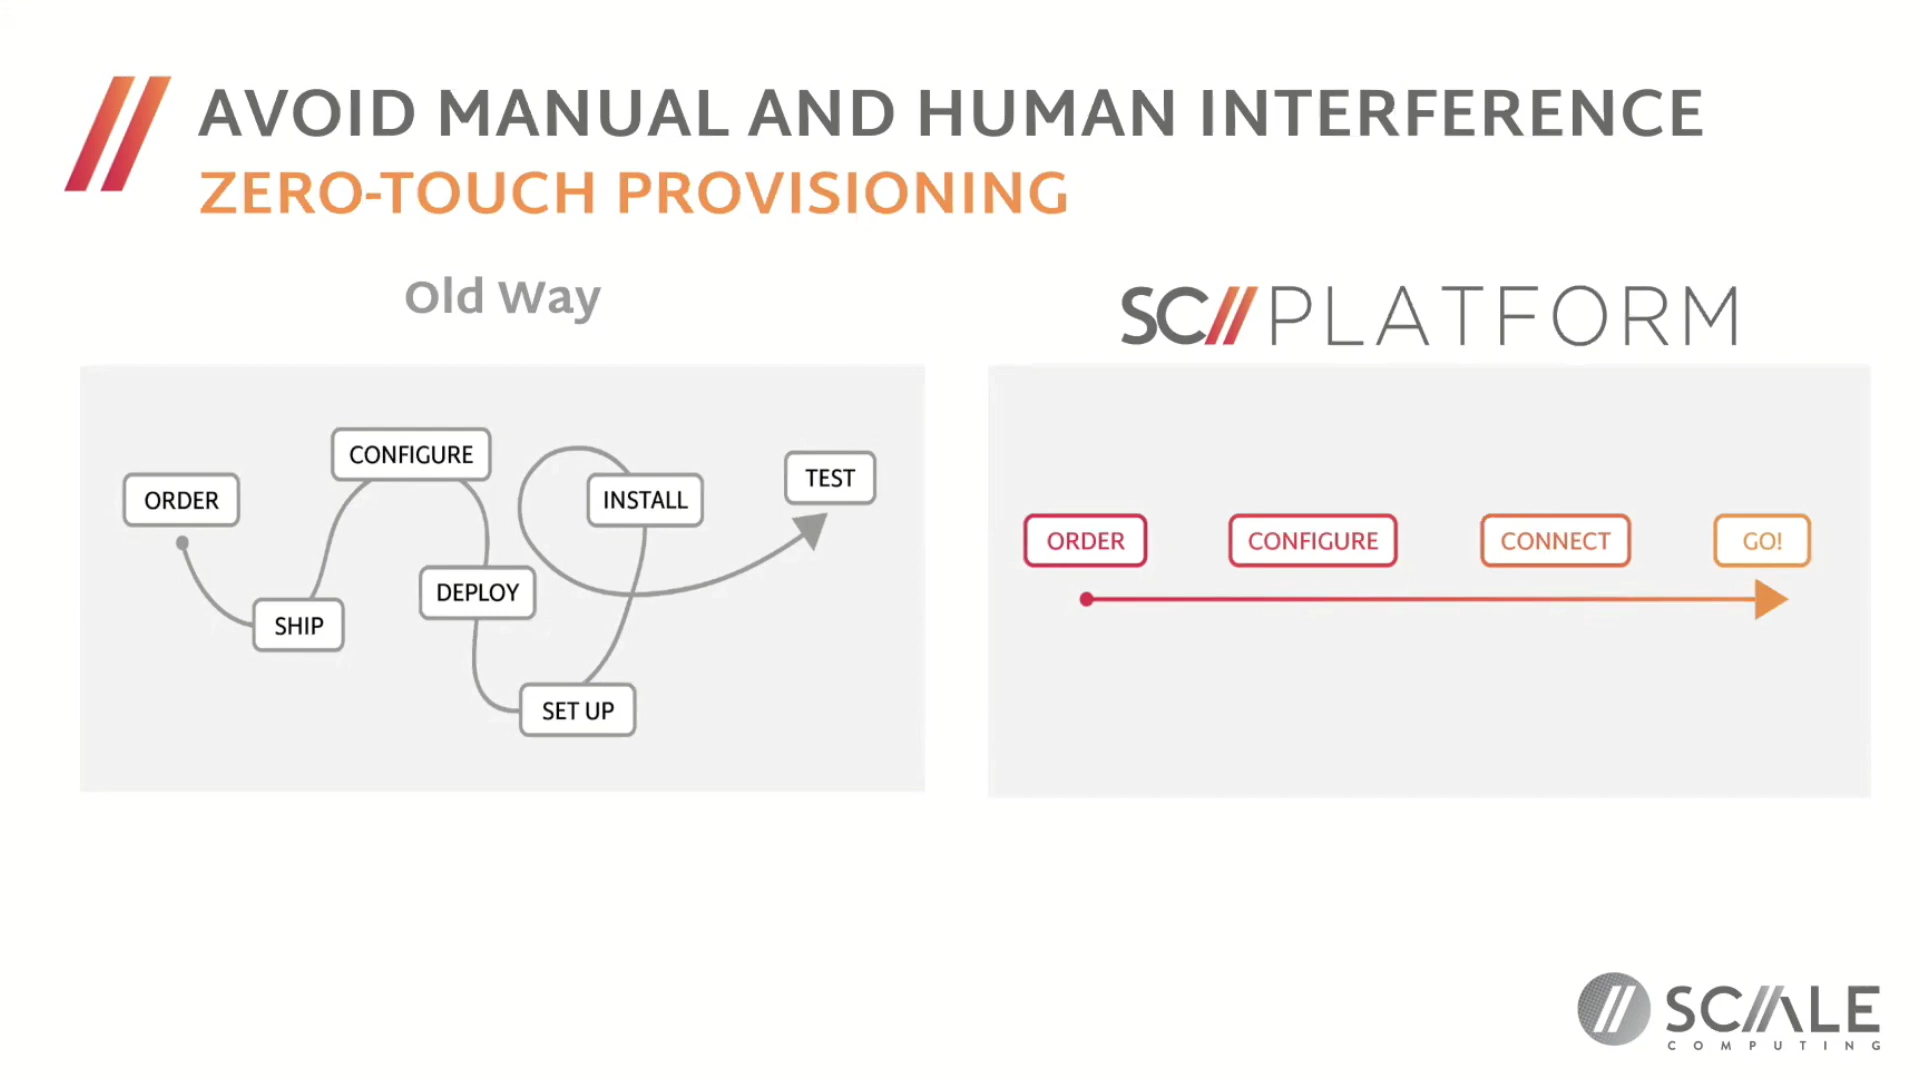 AVOID MANUAL AND HUMAN INTERFERENCE
ZERO-TOUCH PROVISIONING
Old Way
ORDER
SHIP
CONFIGURE
DEPLOY
SET UP
INSTALL
TEST
SC//PLATFORM
ORDER
CONFIGURE
CONNECT
GO!
SCALE
COMPUTING